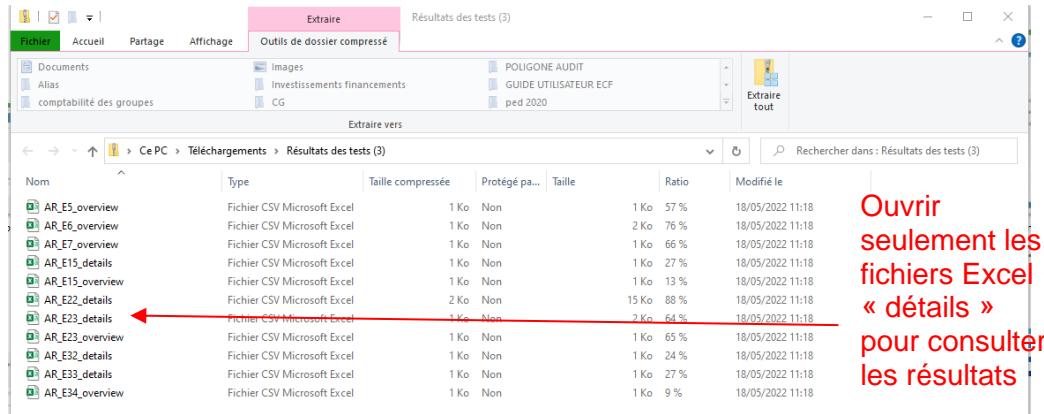 Extraire
Résultats des tests (3)
Fichier Accueil Partage Affichage Outils de dossier compressé
Documents Images POLIGONE AUDIT
Alias Investissements financements GUIDE UTILISATEUR ECF
comptabilité des groupes CG ped 2020
Extraire tout
Extraire vers
Ce PC > Téléchargements > Résultats des tests (3)
Rechercher dans : Résultats des tests (3)
Nom Type Taille compressée Protégé pa... Taille Ratio Modifié le
AR_E5_overview Fichier CSV Microsoft Excel 1 Ko Non 1 Ko 57 % 18/05/2022 11:18
AR_E6_overview Fichier CSV Microsoft Excel 1 Ko Non 2 Ko 76 % 18/05/2022 11:18
AR_E7_overview Fichier CSV Microsoft Excel 1 Ko Non 1 Ko 66 % 18/05/2022 11:18
AR_E15_details Fichier CSV Microsoft Excel 1 Ko Non 1 Ko 27 % 18/05/2022 11:18
AR_E15_overview Fichier CSV Microsoft Excel 1 Ko Non 1 Ko 13 % 18/05/2022 11:18
AR_E22_details Fichier CSV Microsoft Excel 2 Ko Non 15 Ko 88 % 18/05/2022 11:18
AR_E23_details Fichier CSV Microsoft Excel 1 Ko Non 2 Ko 64 % 18/05/2022 11:18
AR_E23_overview Fichier CSV Microsoft Excel 1 Ko Non 1 Ko 65 % 18/05/2022 11:18
AR_E32_details Fichier CSV Microsoft Excel 1 Ko Non 1 Ko 24 % 18/05/2022 11:18
AR_E33_details Fichier CSV Microsoft Excel 1 Ko Non 1 Ko 27 % 18/05/2022 11:18
AR_E34_overview Fichier CSV Microsoft Excel 1 Ko Non 1 Ko 9 % 18/05/2022 11:18
Ouvrir
seulement les
fichiers Excel
« détails »
pour consulter
les résultats